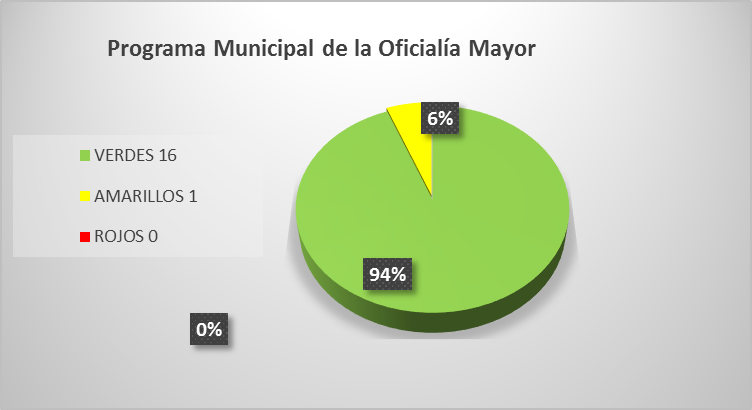 Programa Municipal de la Oficialía Mayor
6%
VERDES 16
AMARILLOS 1
ROJOS 0
94%
0%